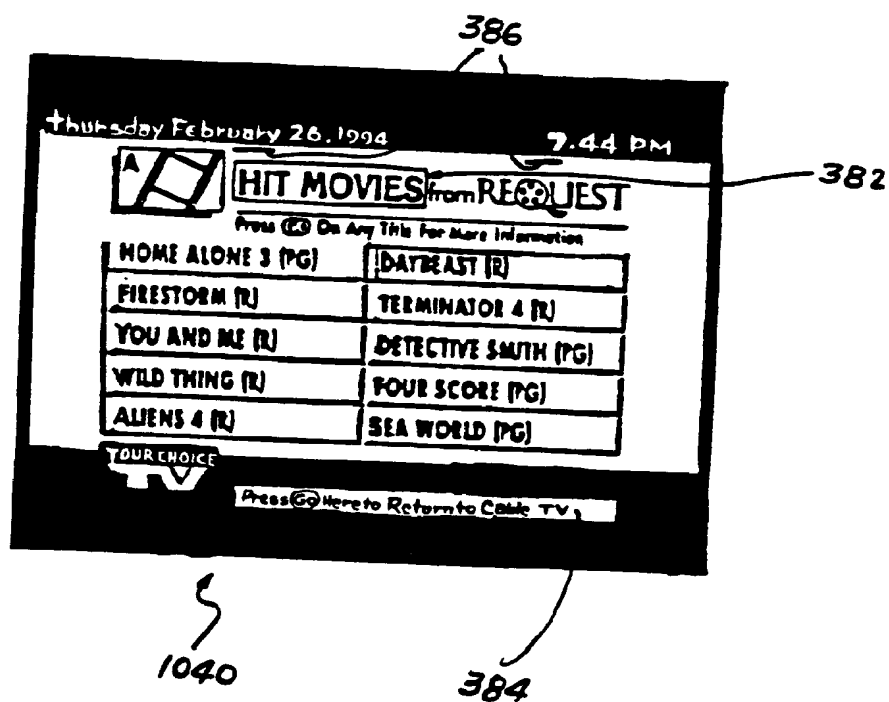 386
Thursday February 26.1994 7.44 PM
382
HIT MOVIES from REQUEST
Press Go On Any Title For More Information
HOME ALONE 3 (PG) DAYBEAST (R)
FIRESTORM (R) TERMINATOR 4 (R)
YOU AND ME (R) DETECTIVE SMITH (PG)
WILD THING (R) FOUR SCORE (PG)
ALIENS 4 (R) SEA WORLD (PG)
YOUR CHOICE
TV
Press Go Here to Return to Cable TV.
1040
384